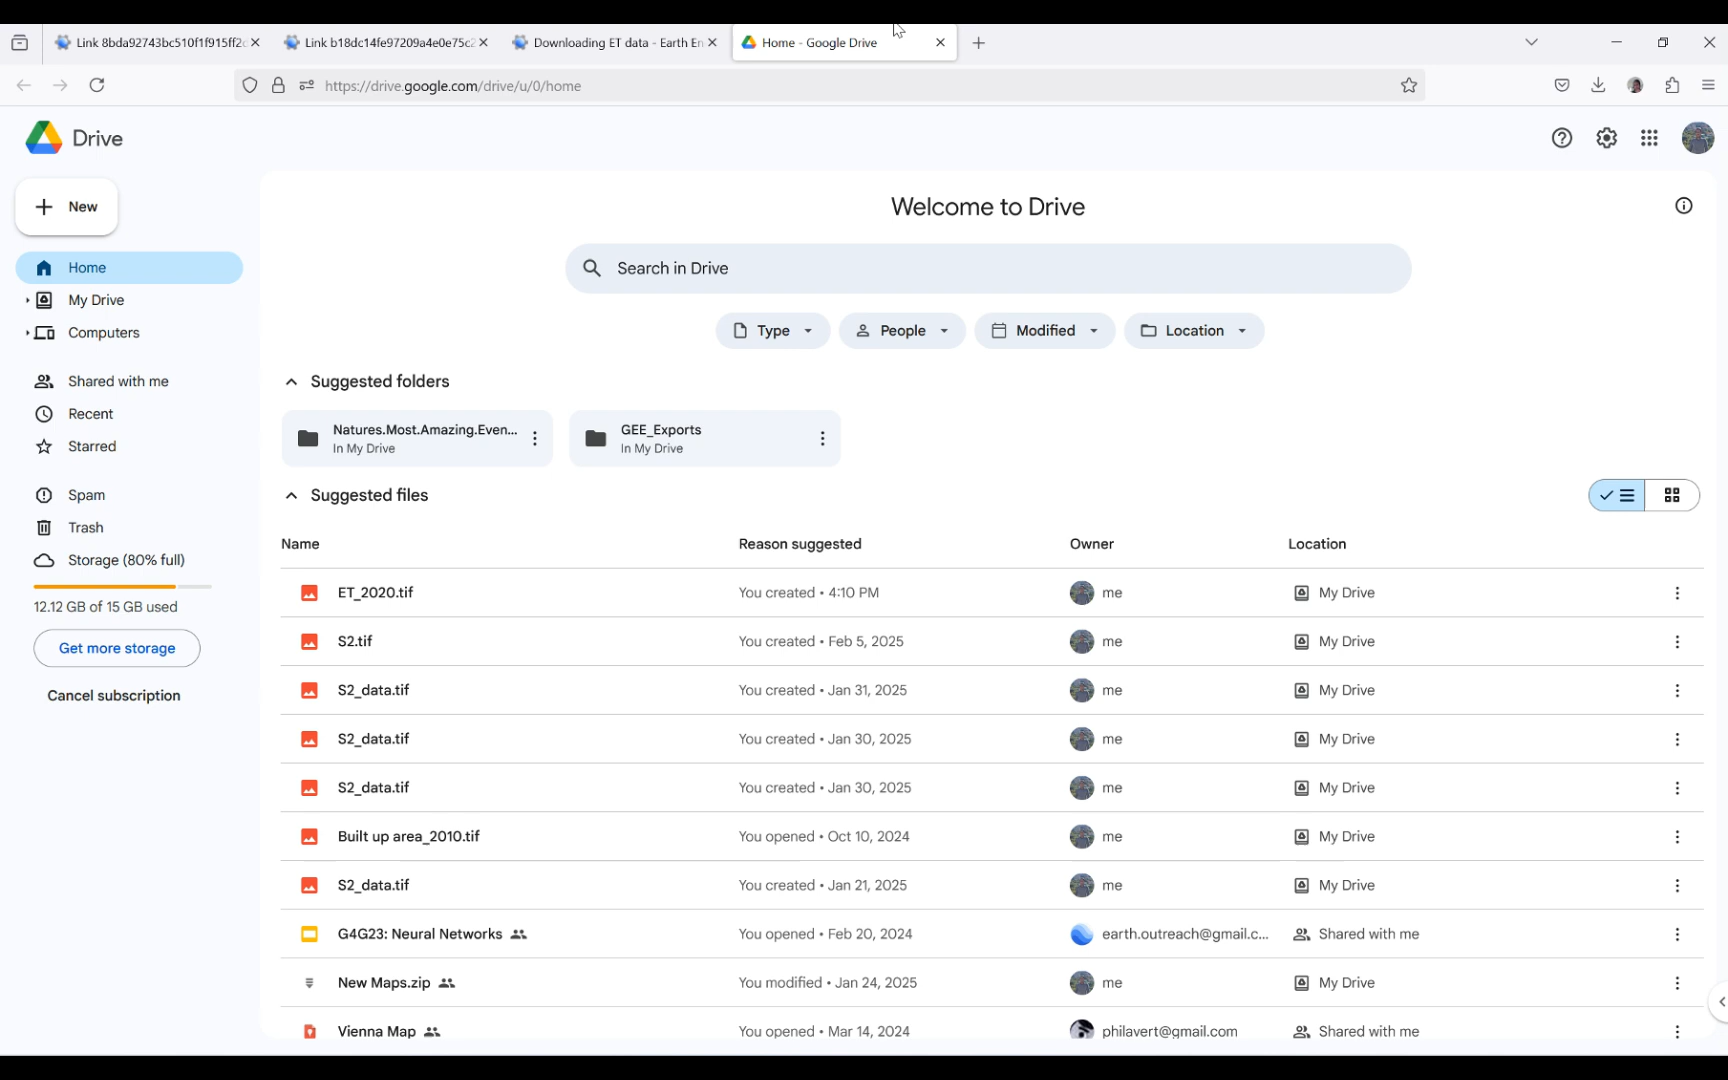 Link 8bda92743bc510f1f915ff2c Link b18dc14fe97209a4e0e75c2 Downloading ET data - Earth En Home - Google Drive
https://drive.google.com/drive/u/0/home
Drive
New
Welcome to Drive
Home
Search in Drive
My Drive
Computers
Type People Modified Location
Shared with me
Suggested folders
Recent
Natures.Most.Amazing.Even... GEE_Exports
In My Drive In My Drive
Starred
Spam
Suggested files
Trash
Name Reason suggested Owner Location
Storage (80% full)
ET_2020.tif You created • 4:10 PM me My Drive
12.12 GB of 15 GB used
S2.tif You created • Feb 5, 2025 me My Drive
Get more storage
S2_data.tif You created • Jan 31, 2025 me My Drive
Cancel subscription
S2_data.tif You created • Jan 30, 2025 me My Drive
S2_data.tif You created • Jan 30, 2025 me My Drive
Built up area_2010.tif You opened • Oct 10, 2024 me My Drive
S2_data.tif You created • Jan 21, 2025 me My Drive
G4G23: Neural Networks You opened • Feb 20, 2024 earth.outreach@gmail.c... Shared with me
New Maps.zip You modified • Jan 24, 2025 me My Drive
Vienna Map You opened • Mar 14, 2024 philavert@gmail.com Shared with me